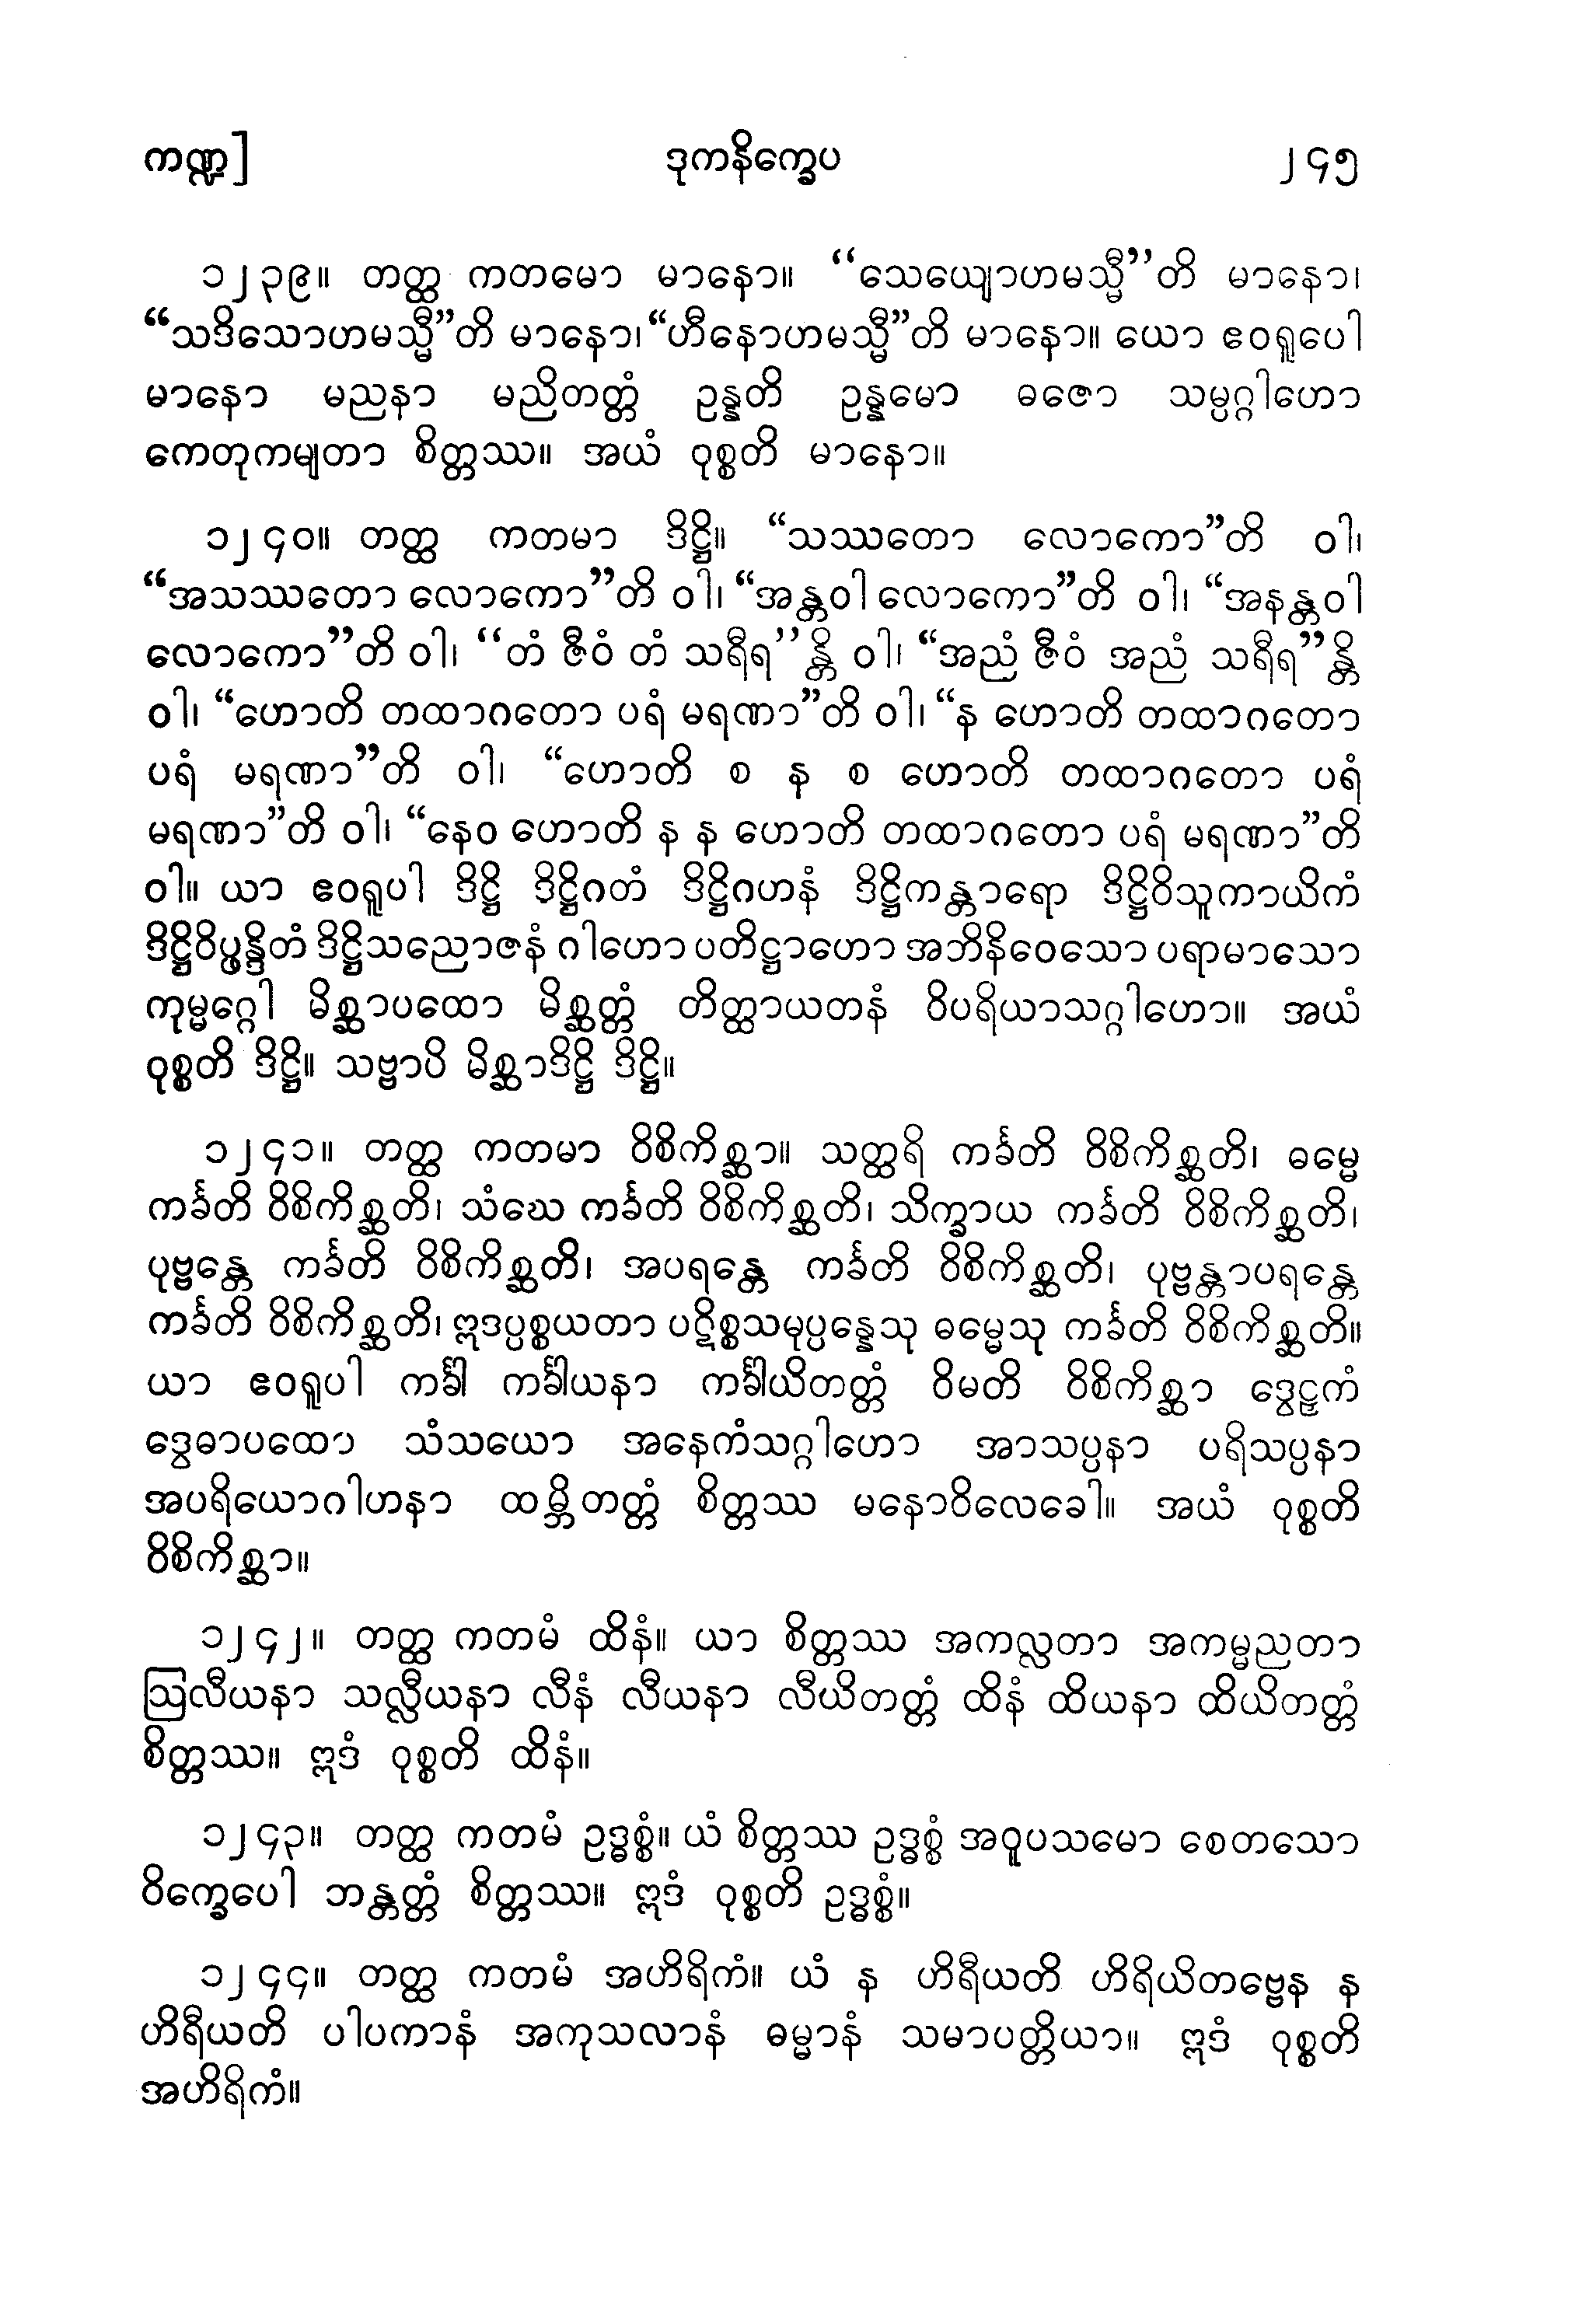 ကဏ္ဍ] ဒုကနိက္ခေပ ၂၄၅
၁၂၃၉။ တတ္ထ ကတမော မာနော။ “သေယျောဟမသ္မီ”တိ မာနော၊
“သဒိသောဟမသ္မီ”တိ မာနော၊ “ဟီနောဟမသ္မီ”တိ မာနော။ ယော ဧဝရူပေါ
မာနော မညနာ မညိတတ္တံ ဥန္နတိ ဥန္နမော ဓဇော သမ္ပဂ္ဂါဟော
ကေတုကမျတာ စိတ္တဿ။ အယံ ဝုစ္စတိ မာနော။
၁၂၄၀။ တတ္ထ ကတမာ ဒိဋ္ဌိ။ “သဿတော လောကော”တိ ဝါ၊
“အသဿတော လောကော”တိ ဝါ၊ “အန္တဝါ လောကော”တိ ဝါ၊ “အနန္တဝါ
လောကော”တိ ဝါ၊ “တံ ဇီဝံ တံ သရီရ”န္တိ ဝါ၊ “အညံ ဇီဝံ အညံ သရီရ”န္တိ
ဝါ၊ “ဟောတိ တထာဂတော ပရံ မရဏာ”တိ ဝါ၊ “န ဟောတိ တထာဂတော
ပရံ မရဏာ”တိ ဝါ၊ “ဟောတိ စ န စ ဟောတိ တထာဂတော ပရံ
မရဏာ”တိ ဝါ၊ “နေဝ ဟောတိ န န ဟောတိ တထာဂတော ပရံ မရဏာ”တိ
ဝါ။ ယာ ဧဝရူပါ ဒိဋ္ဌိ ဒိဋ္ဌိဂတံ ဒိဋ္ဌိဂဟနံ ဒိဋ္ဌိကန္တာရော ဒိဋ္ဌိဝိသူကာယိကံ
ဒိဋ္ဌိဝိပ္ဖန္ဒိတံ ဒိဋ္ဌိသညောဇနံ ဂါဟော ပတိဋ္ဌာဟော အဘိနိဝေသော ပရာမာသော
ကုမ္မဂ္ဂေါ မိစ္ဆာပထော မိစ္ဆတ္တံ တိတ္ထာယတနံ ဝိပရိယာသဂ္ဂါဟော။ အယံ
ဝုစ္စတိ ဒိဋ္ဌိ။ သဗ္ဗာပိ မိစ္ဆာဒိဋ္ဌိ ဒိဋ္ဌိ။
၁၂၄၁။ တတ္ထ ကတမာ ဝိစိကိစ္ဆာ။ သတ္ထရိ ကင်္ခတိ ဝိစိကိစ္ဆတိ၊ ဓမ္မေ
ကင်္ခတိ ဝိစိကိစ္ဆတိ၊ သံဃေ ကင်္ခတိ ဝိစိကိစ္ဆတိ၊ သိက္ခာယ ကင်္ခတိ ဝိစိကိစ္ဆတိ၊
ပုဗ္ဗန္တေ ကင်္ခတိ ဝိစိကိစ္ဆတိ၊ အပရန္တေ ကင်္ခတိ ဝိစိကိစ္ဆတိ၊ ပုဗ္ဗန္တာပရန္တေ
ကင်္ခတိ ဝိစိကိစ္ဆတိ၊ ဣဒပ္ပစ္စယတာ ပဋိစ္စသမုပ္ပန္နေသု ဓမ္မေသု ကင်္ခတိ ဝိစိကိစ္ဆတိ။
ယာ ဧဝရူပါ ကင်္ခါ ကင်္ခါယနာ ကင်္ခါယိတတ္တံ ဝိမတိ ဝိစိကိစ္ဆာ ဒွေဠှကံ
ဒွေဓာပထော သံသယော အနေကံသဂ္ဂါဟော အာသပ္ပနာ ပရိသပ္ပနာ
အပရိယောဂါဟနာ ထမ္ဘိတတ္တံ စိတ္တဿ မနောဝိလေခေါ။ အယံ ဝုစ္စတိ
ဝိစိကိစ္ဆာ။
၁၂၄၂။ တတ္ထ ကတမံ ထိနံ။ ယာ စိတ္တဿ အကလ္လတာ အကမ္မညတာ
ဩလီယနာ သလ္လီယနာ လီနံ လီယနာ လီယိတတ္တံ ထိနံ ထိယနာ ထိယိတတ္တံ
စိတ္တဿ။ ဣဒံ ဝုစ္စတိ ထိနံ။
၁၂၄၃။ တတ္ထ ကတမံ ဥဒ္ဓစ္စံ။ ယံ စိတ္တဿ ဥဒ္ဓစ္စံ အဝူပသမော စေတသော
ဝိက္ခေပေါ ဘန္တတ္တံ စိတ္တဿ။ ဣဒံ ဝုစ္စတိ ဥဒ္ဓစ္စံ။
၁၂၄၄။ တတ္ထ ကတမံ အဟိရိကံ။ ယံ န ဟိရီယတိ ဟိရိယိတဗ္ဗေန န
ဟိရီယတိ ပါပကာနံ အကုသလာနံ ဓမ္မာနံ သမာပတ္တိယာ။ ဣဒံ ဝုစ္စတိ
အဟိရိကံ။